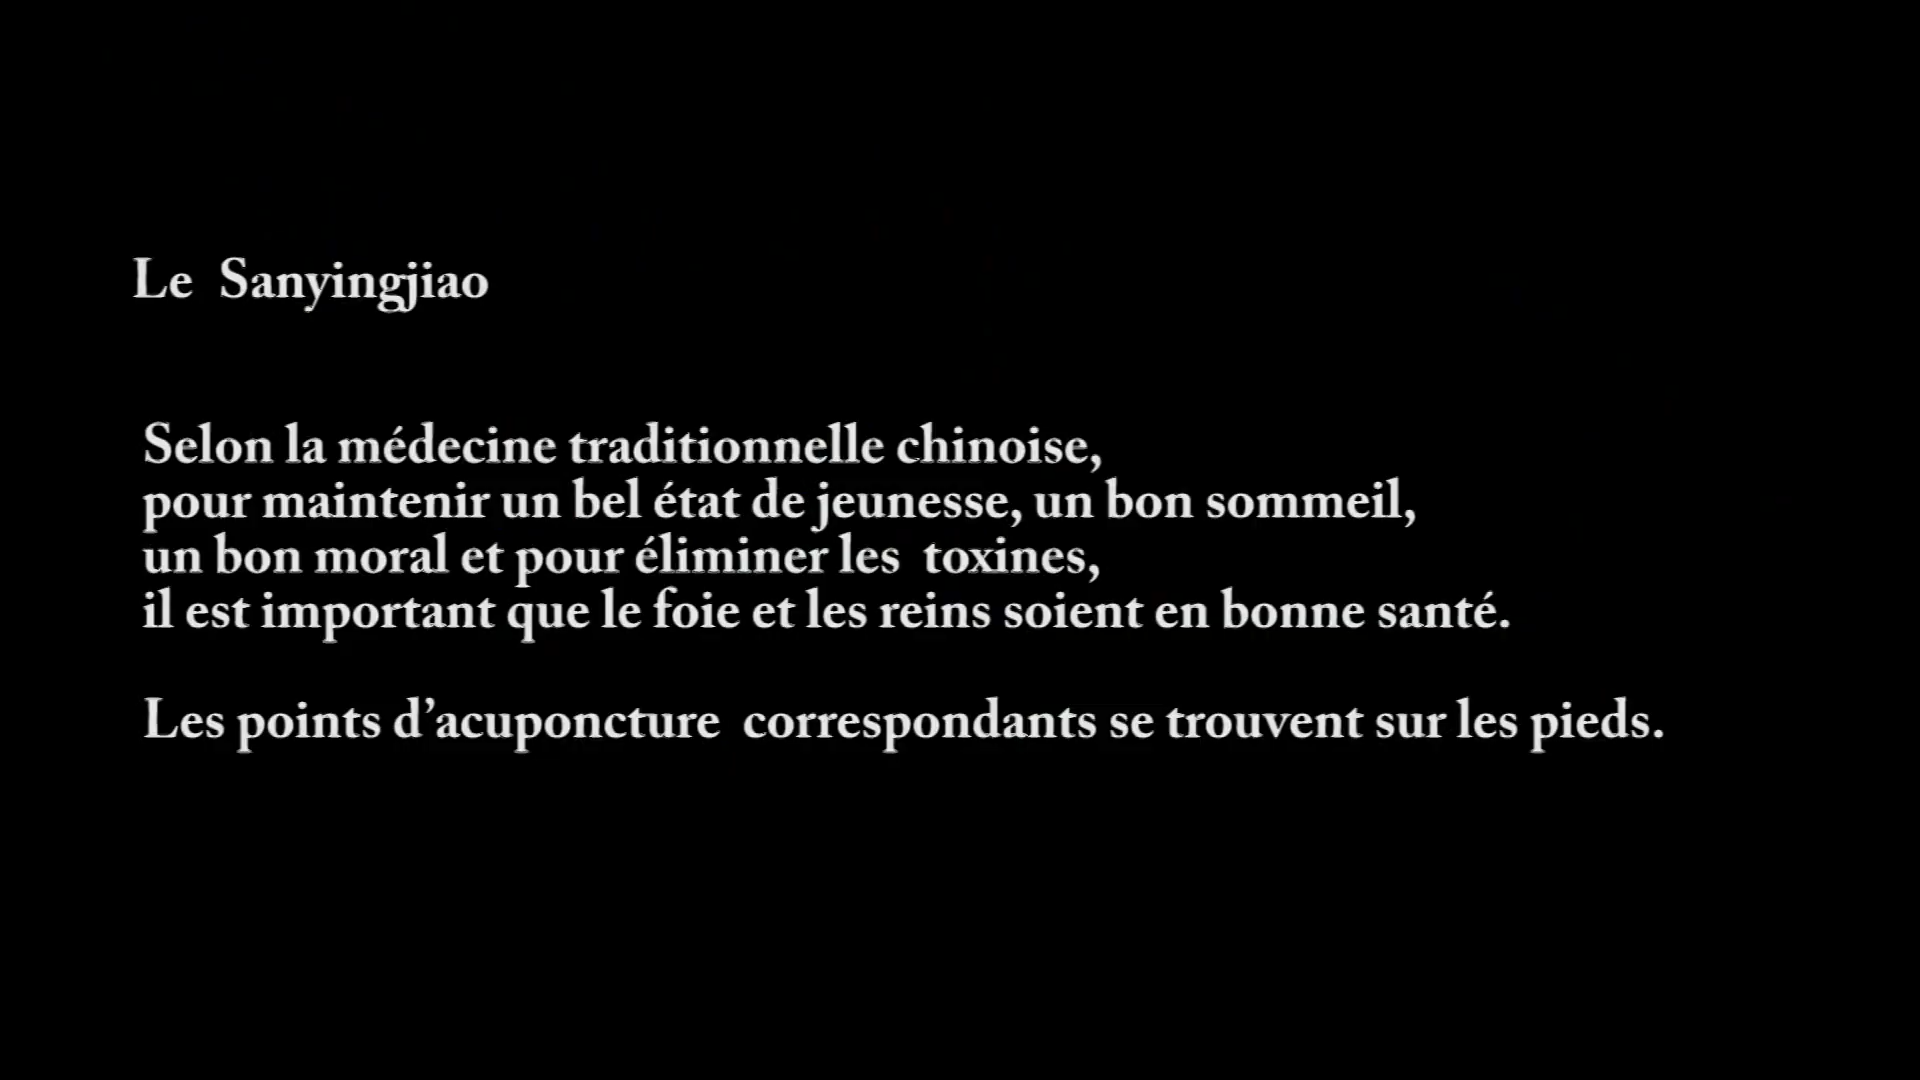 Le Sanyingjiao
Selon la médecine traditionnelle chinoise,
pour maintenir un bel état de jeunesse, un bon sommeil,
un bon moral et pour éliminer les toxines,
il est important que le foie et les reins soient en bonne santé.
Les points d’acuponcture correspondants se trouvent sur les pieds.